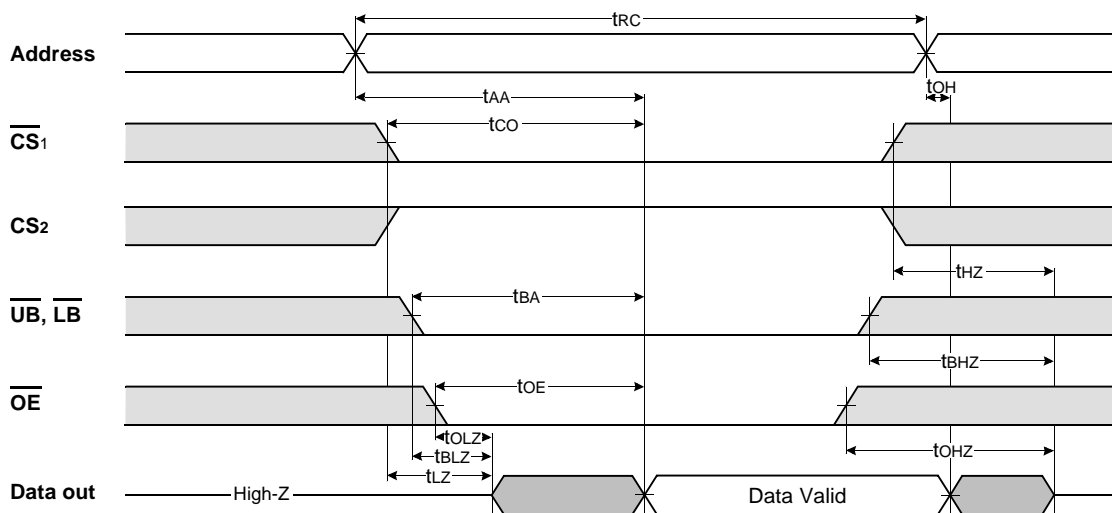 tRC
Address
tOH
tAA
tCO
CS1
CS2
tHZ
tBA
UB, LB
tBHZ
OE
tOE
tOLZ
tOHZ
tBLZ
tLZ
Data out
High-Z
Data Valid